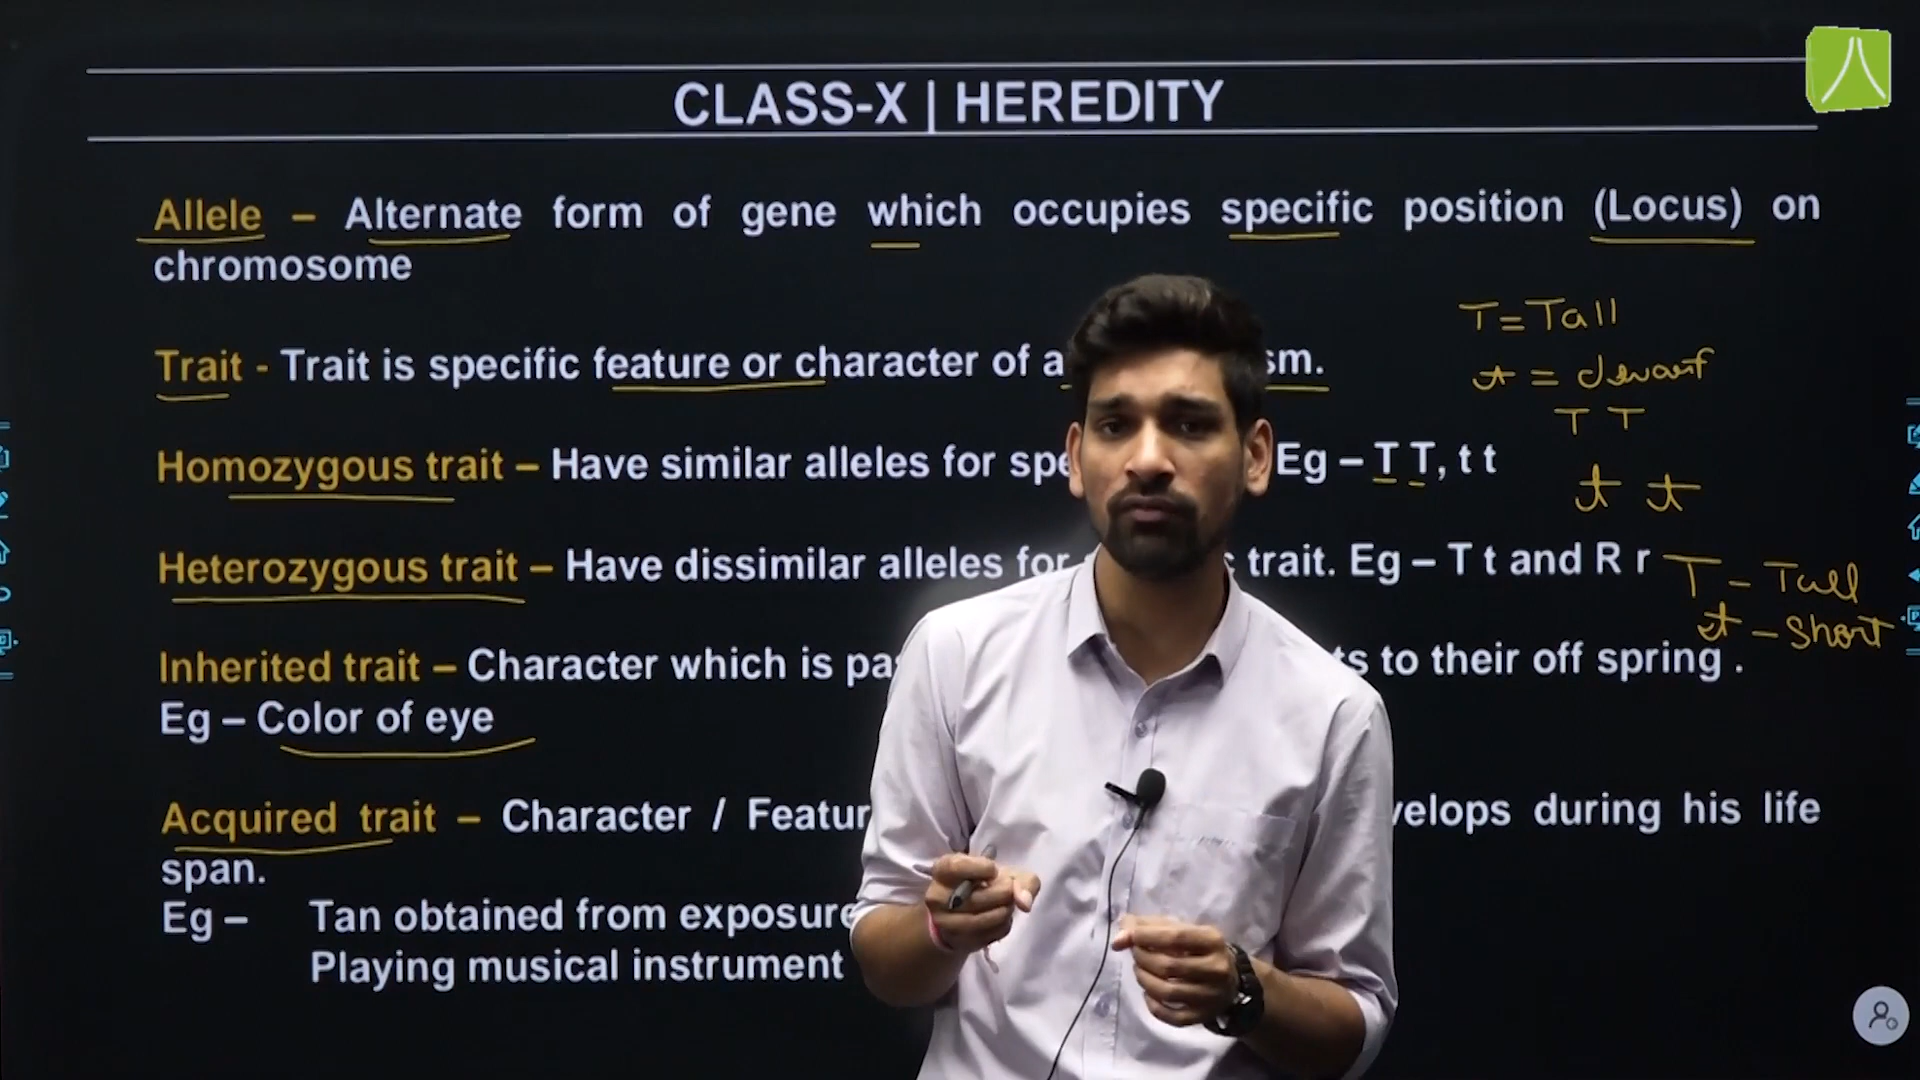 CLASS-X | HEREDITY
Allele – Alternate form of gene which occupies specific position (Locus) on
chromosome
T = Tall
Trait - Trait is specific feature or character of a sm.
t = dwarf
T T
Homozygous trait – Have similar alleles for spe Eg – T T, t t
t t
Heterozygous trait – Have dissimilar alleles for c trait. Eg – T t and R r
T – Tall
t – Short
Inherited trait – Character which is pa ts to their off spring .
Eg – Color of eye
Acquired trait – Character / Featur velops during his life
span.
Eg – Tan obtained from exposure
Playing musical instrument